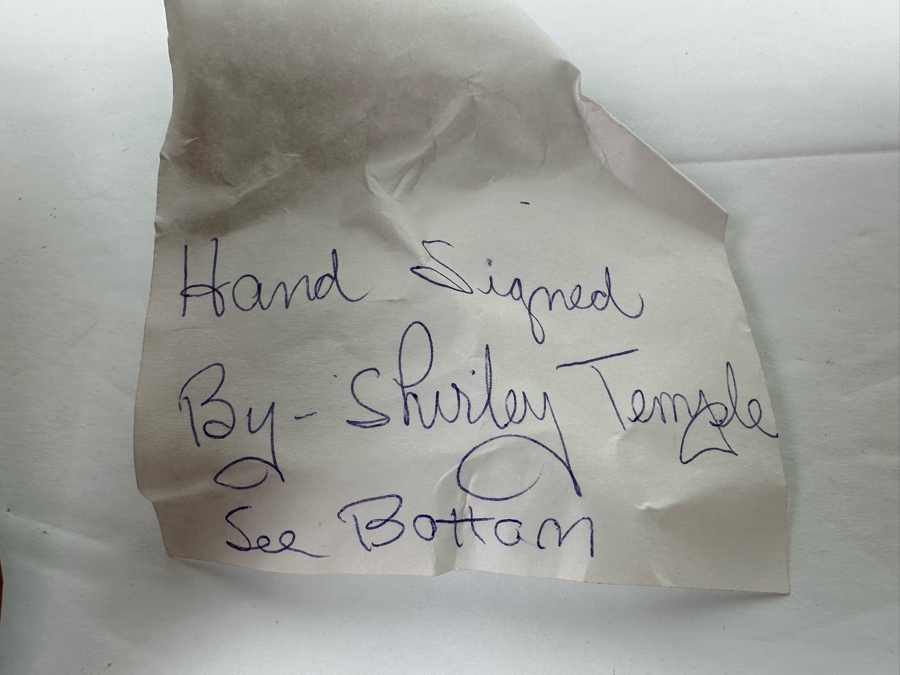 Hand Signed
By - Shirley Temple
See Bottom